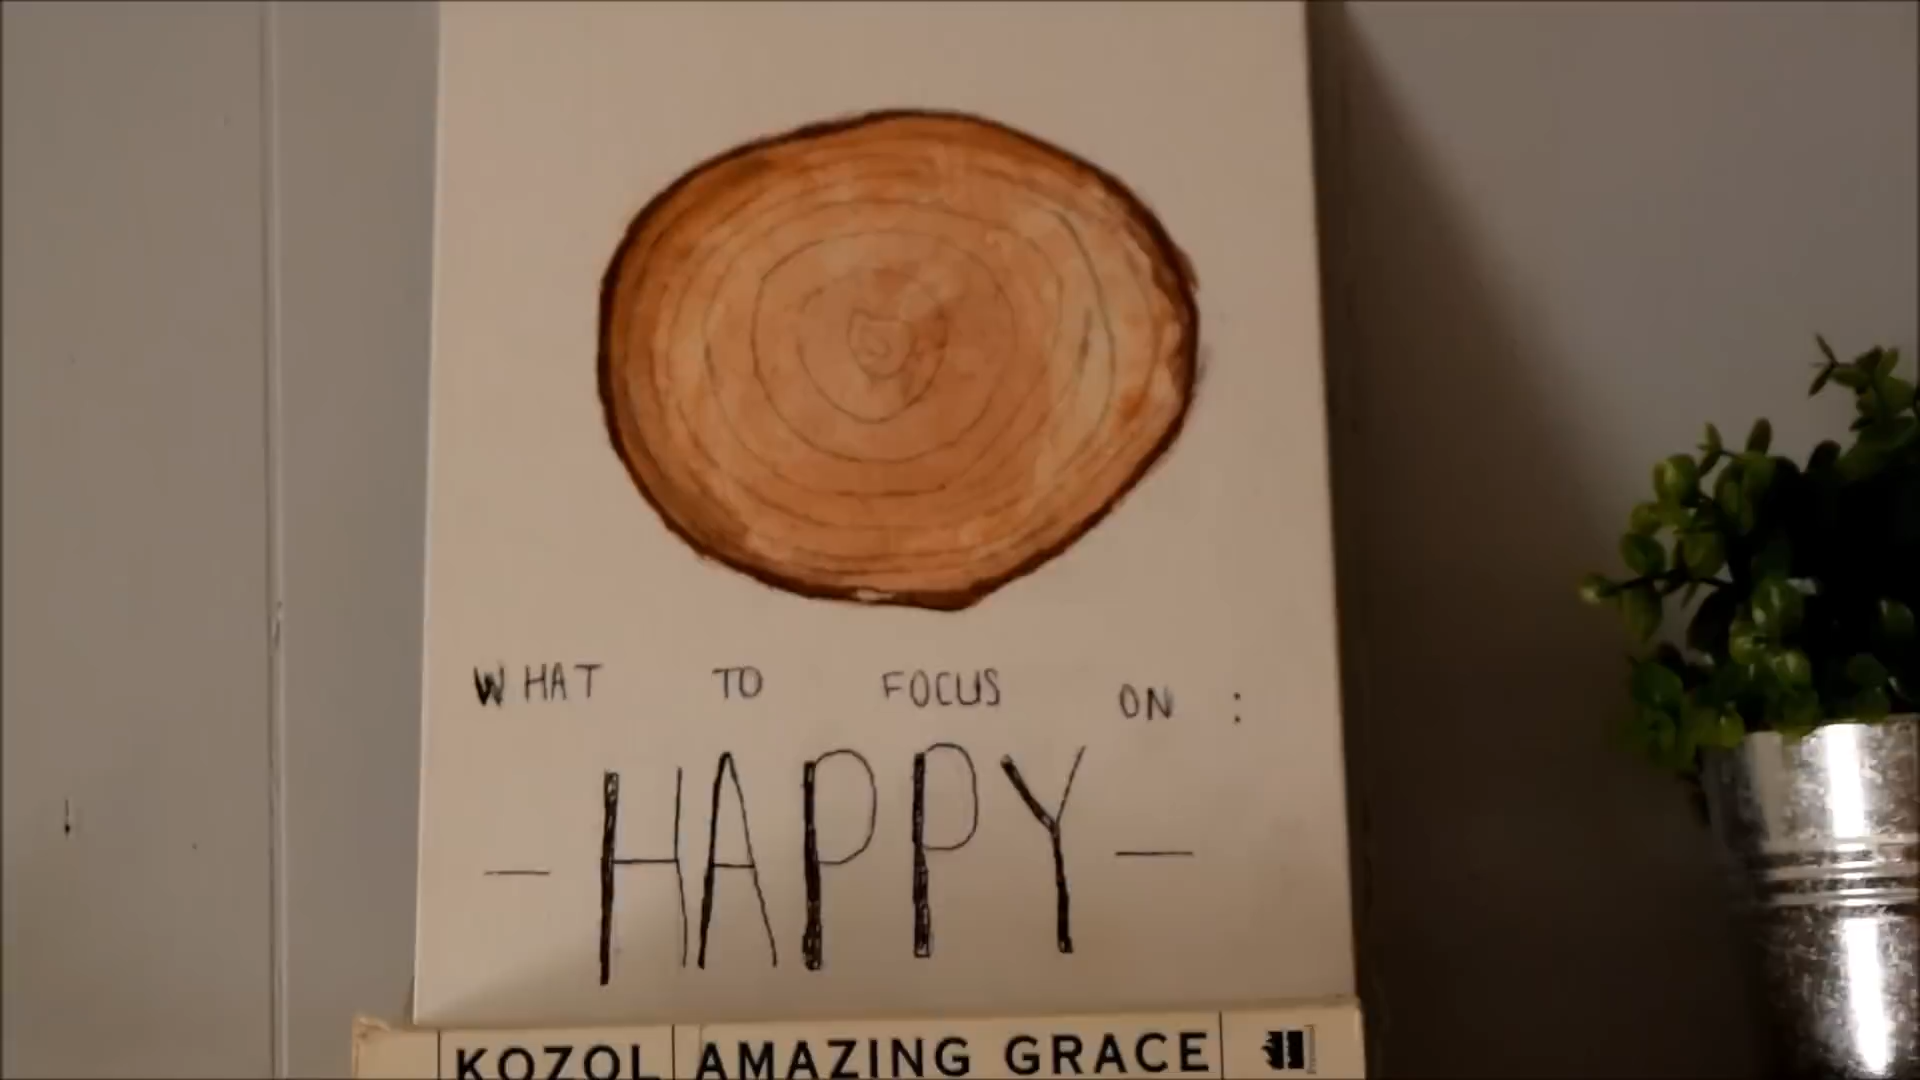 WHAT TO FOCUS ON :
— HAPPY —
KOZOL AMAZING GRACE